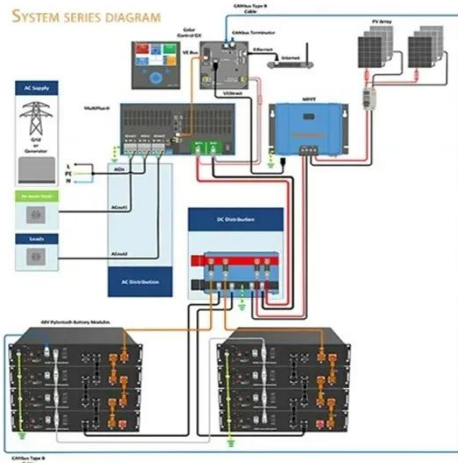 SYSTEM SERIES DIAGRAM
CANbus Type B
Cable
Color
Control GX
CANbus Terminator
PV Array
VE Bus
Ethernet
Internet
AC Supply
VE.Direct
MPPT
MultiPlus-II
Grid
or
Generator
L
PE
N
ACin
ACout1
DC Distribution
Loads
ACout2
AC Distribution
48V Pylontech Battery Modules
CANbus Type B